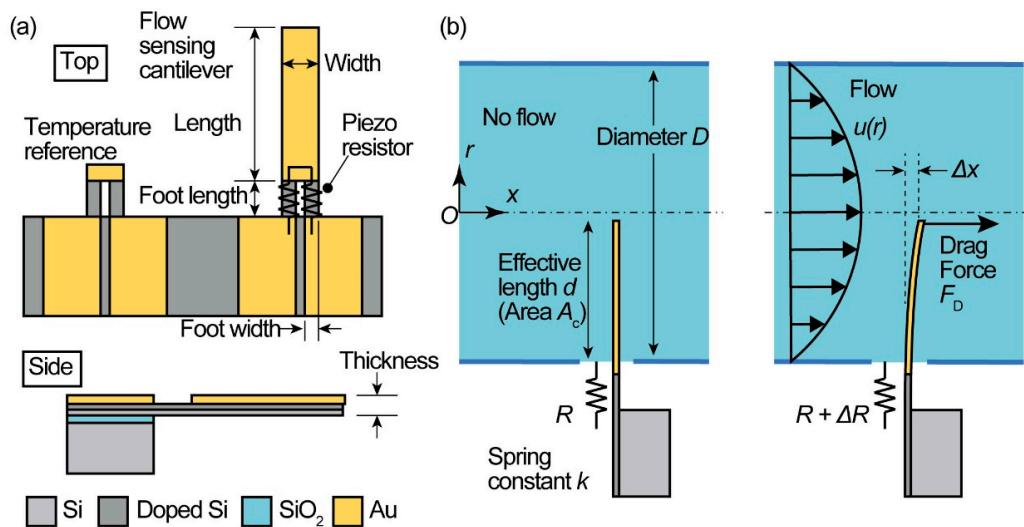 (a)
Top
Flow
sensing
cantilever
Width
Length
Piezo
resistor
Temperature
reference
Foot length
Foot width
Side
Thickness
Si
Doped Si
SiO2
Au
(b)
No flow
Diameter D
r
x
O
Effective
length d
(Area Ac)
R
Spring
constant k
Flow
u(r)
Δx
Drag
Force
FD
R + ΔR